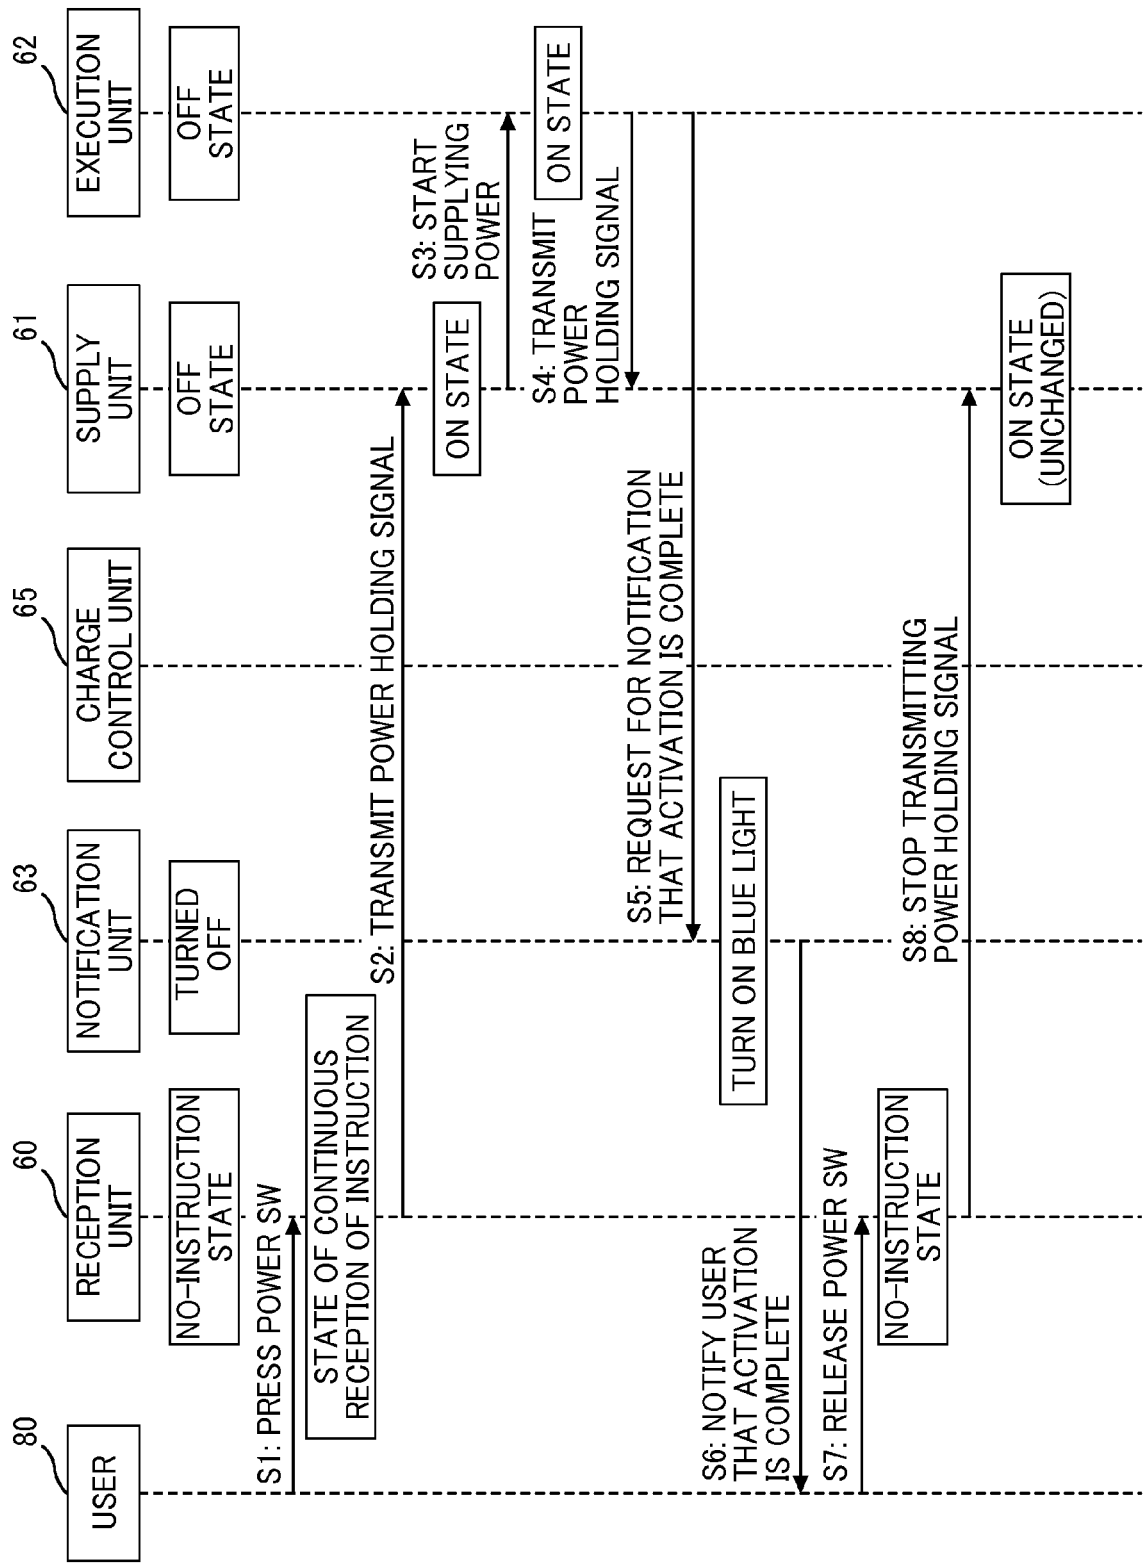 80
USER
60
RECEPTION
UNIT
63
NOTIFICATION
UNIT
65
CHARGE
CONTROL UNIT
61
SUPPLY
UNIT
62
EXECUTION
UNIT
NO-INSTRUCTION
STATE
TURNED
OFF
OFF
STATE
OFF
STATE
S1: PRESS POWER SW
STATE OF CONTINUOUS
RECEPTION OF INSTRUCTION
S2: TRANSMIT POWER HOLDING SIGNAL
ON STATE
S3: START
SUPPLYING
POWER
ON STATE
S4: TRANSMIT
POWER
HOLDING SIGNAL
S5: REQUEST FOR NOTIFICATION
THAT ACTIVATION IS COMPLETE
TURN ON BLUE LIGHT
S6: NOTIFY USER
THAT ACTIVATION
IS COMPLETE
S7: RELEASE POWER SW
NO-INSTRUCTION
STATE
S8: STOP TRANSMITTING
POWER HOLDING SIGNAL
ON STATE
(UNCHANGED)